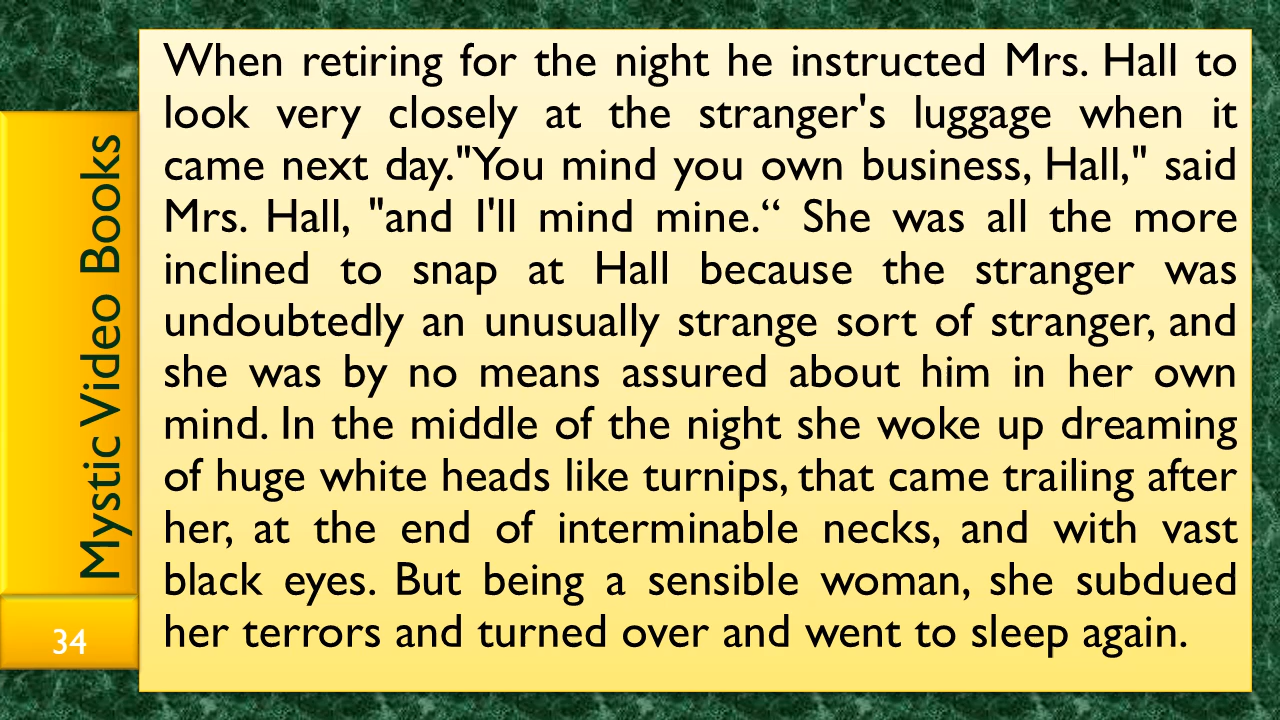 When retiring for the night he instructed Mrs. Hall to
look very closely at the stranger's luggage when it
came next day."You mind you own business, Hall," said
Mrs. Hall, "and I'll mind mine.“ She was all the more
inclined to snap at Hall because the stranger was
undoubtedly an unusually strange sort of stranger, and
she was by no means assured about him in her own
mind. In the middle of the night she woke up dreaming
of huge white heads like turnips, that came trailing after
her, at the end of interminable necks, and with vast
black eyes. But being a sensible woman, she subdued
her terrors and turned over and went to sleep again.
Mystic Video Books
34